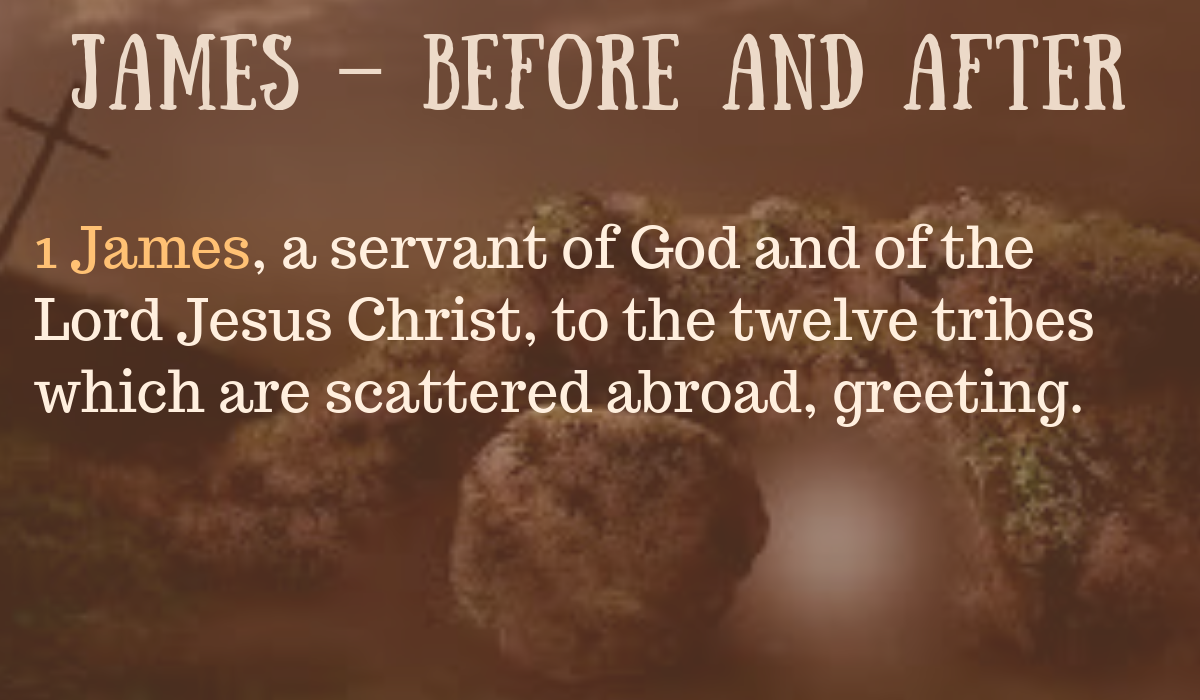 JAMES – BEFORE AND AFTER
1 James, a servant of God and of the
Lord Jesus Christ, to the twelve tribes
which are scattered abroad, greeting.